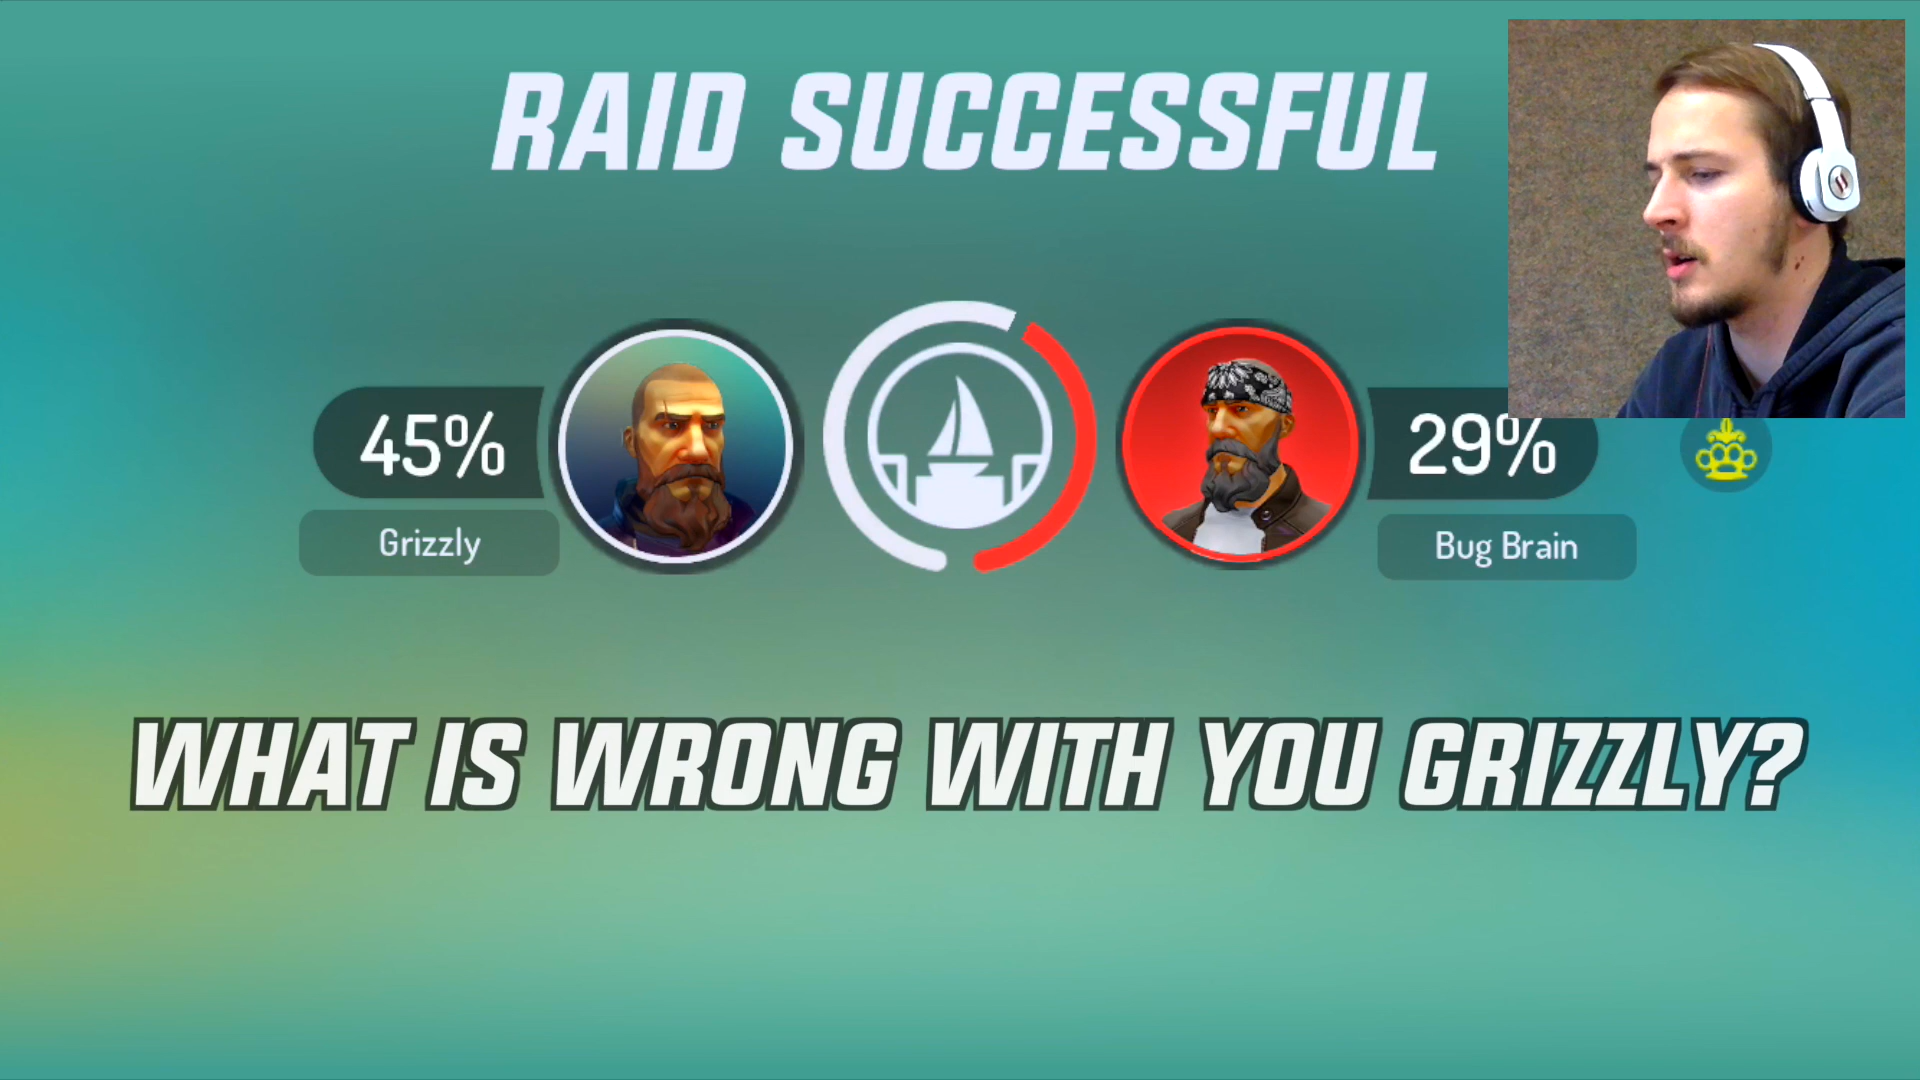 RAID SUCCESSFUL
45%
29%
Grizzly
Bug Brain
WHAT IS WRONG WITH YOU GRIZZLY?